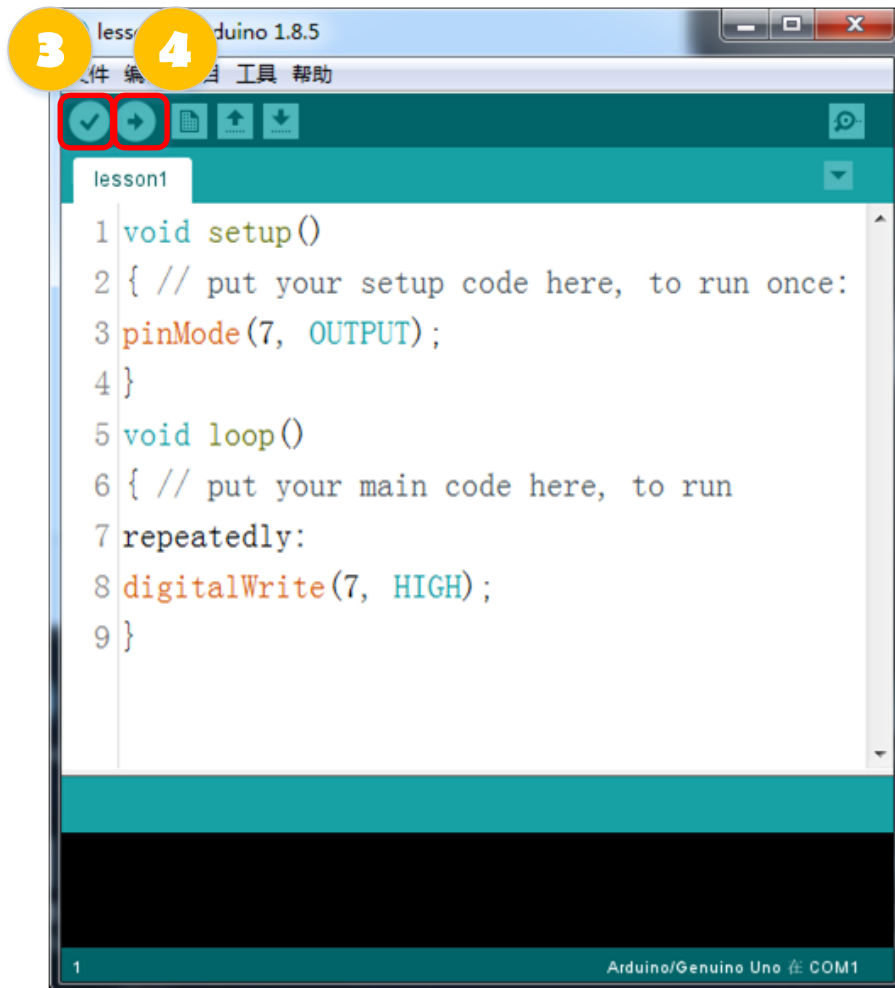 3
4
less duino 1.8.5
件 编 目 工具 帮助
lesson1
1 void setup()
2 { // put your setup code here, to run once:
3 pinMode(7, OUTPUT);
4 }
5 void loop()
6 { // put your main code here, to run
7 repeatedly:
8 digitalWrite(7, HIGH);
9 }
1
Arduino/Genuino Uno 在 COM1